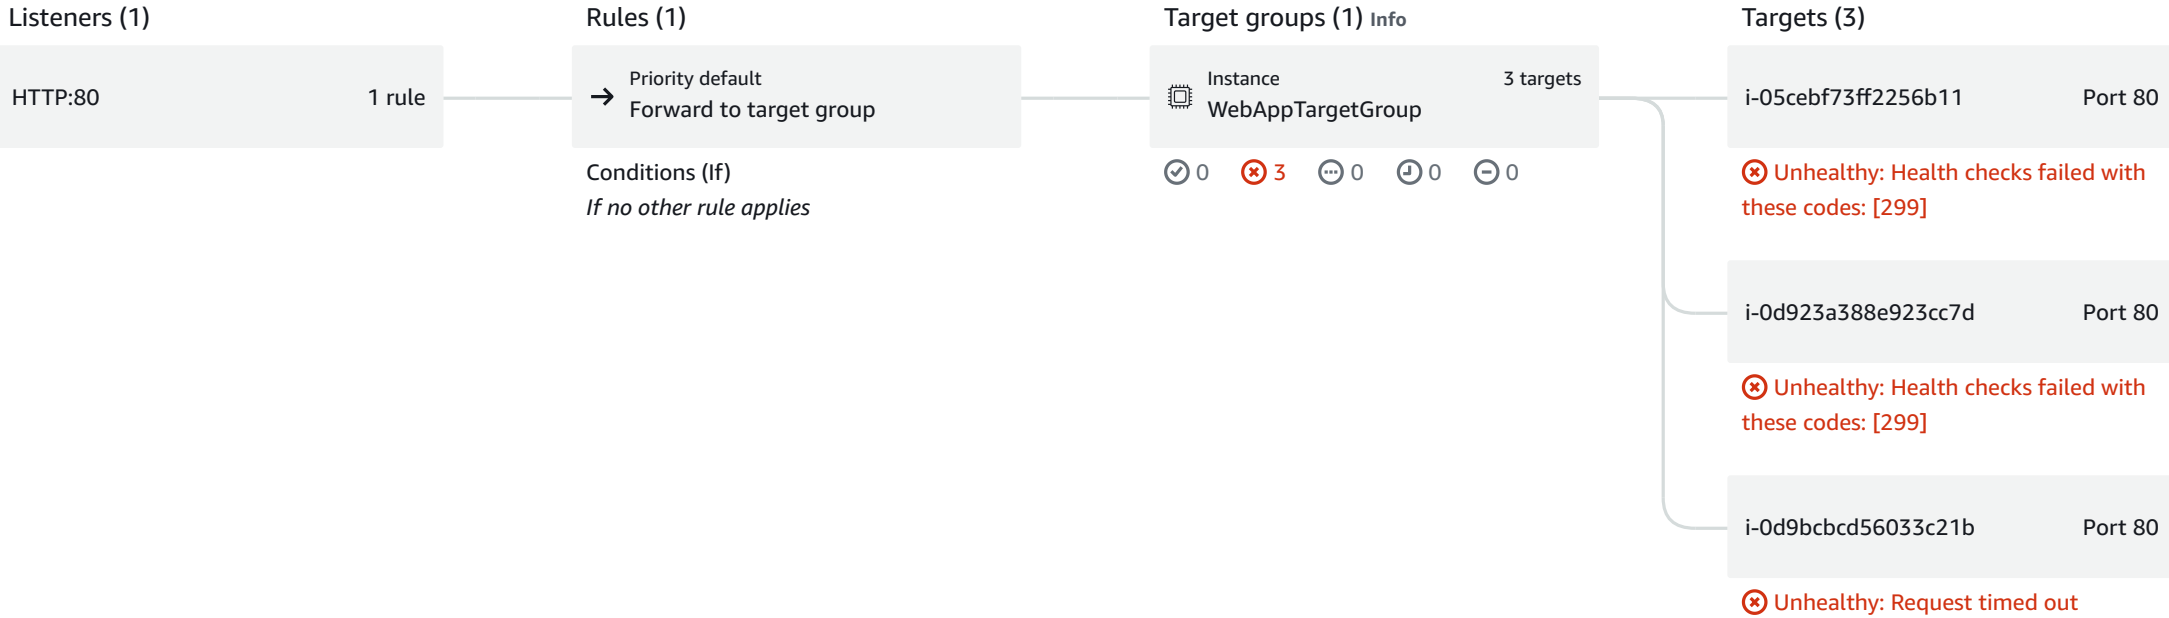 Listeners (1)
HTTP:80 1 rule
Rules (1)
Priority default
Forward to target group
Conditions (If)
If no other rule applies
Target groups (1) Info
Instance 3 targets
WebAppTargetGroup
0 3 0 0 0
Targets (3)
i-05cebf73ff2256b11 Port 80
Unhealthy: Health checks failed with
these codes: [299]
i-0d923a388e923cc7d Port 80
Unhealthy: Health checks failed with
these codes: [299]
i-0d9bcbcd56033c21b Port 80
Unhealthy: Request timed out